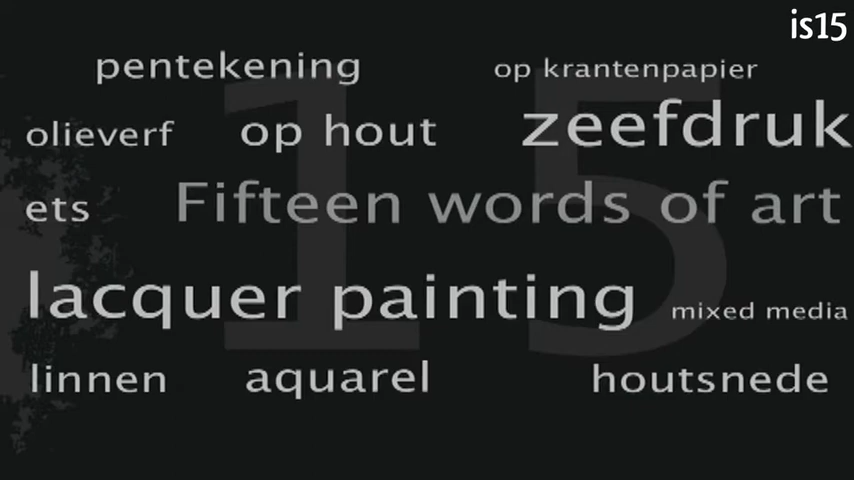 is15
pentekening op krantenpapier
olieverf op hout zeefdruk
ets Fifteen words of art
lacquer painting mixed media
linnen aquarel houtsnede
15